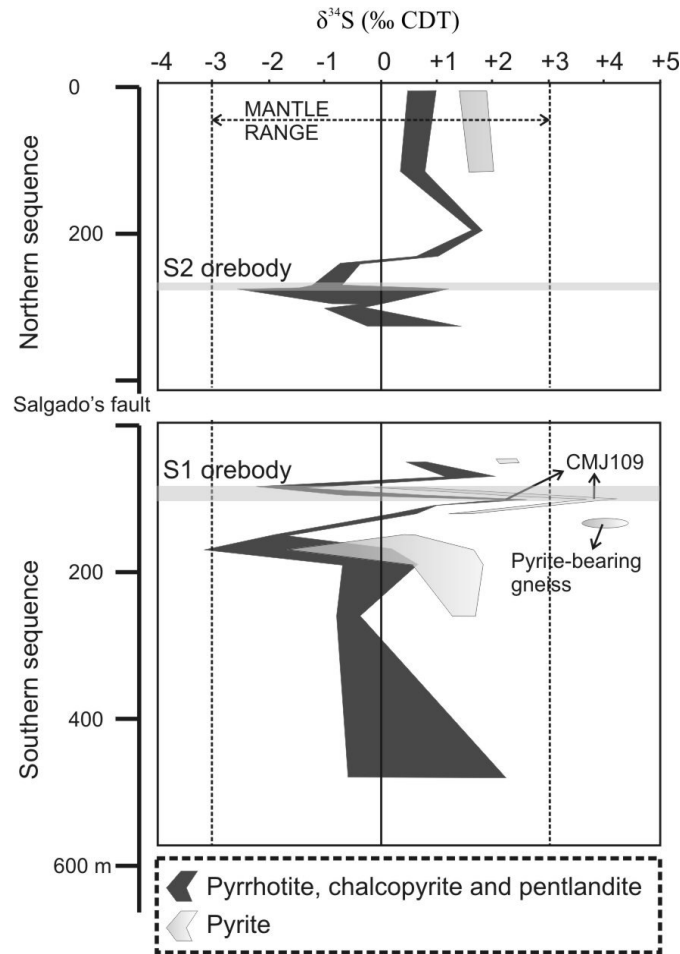 δ³⁴S (‰ CDT)
-4 -3 -2 -1 0 +1 +2 +3 +4 +5
0
MANTLE
RANGE
200
S2 orebody
Northern sequence
Salgado's fault
S1 orebody
CMJ109
Pyrite-bearing
gneiss
200
400
Southern sequence
600 m
Pyrrhotite, chalcopyrite and pentlandite
Pyrite